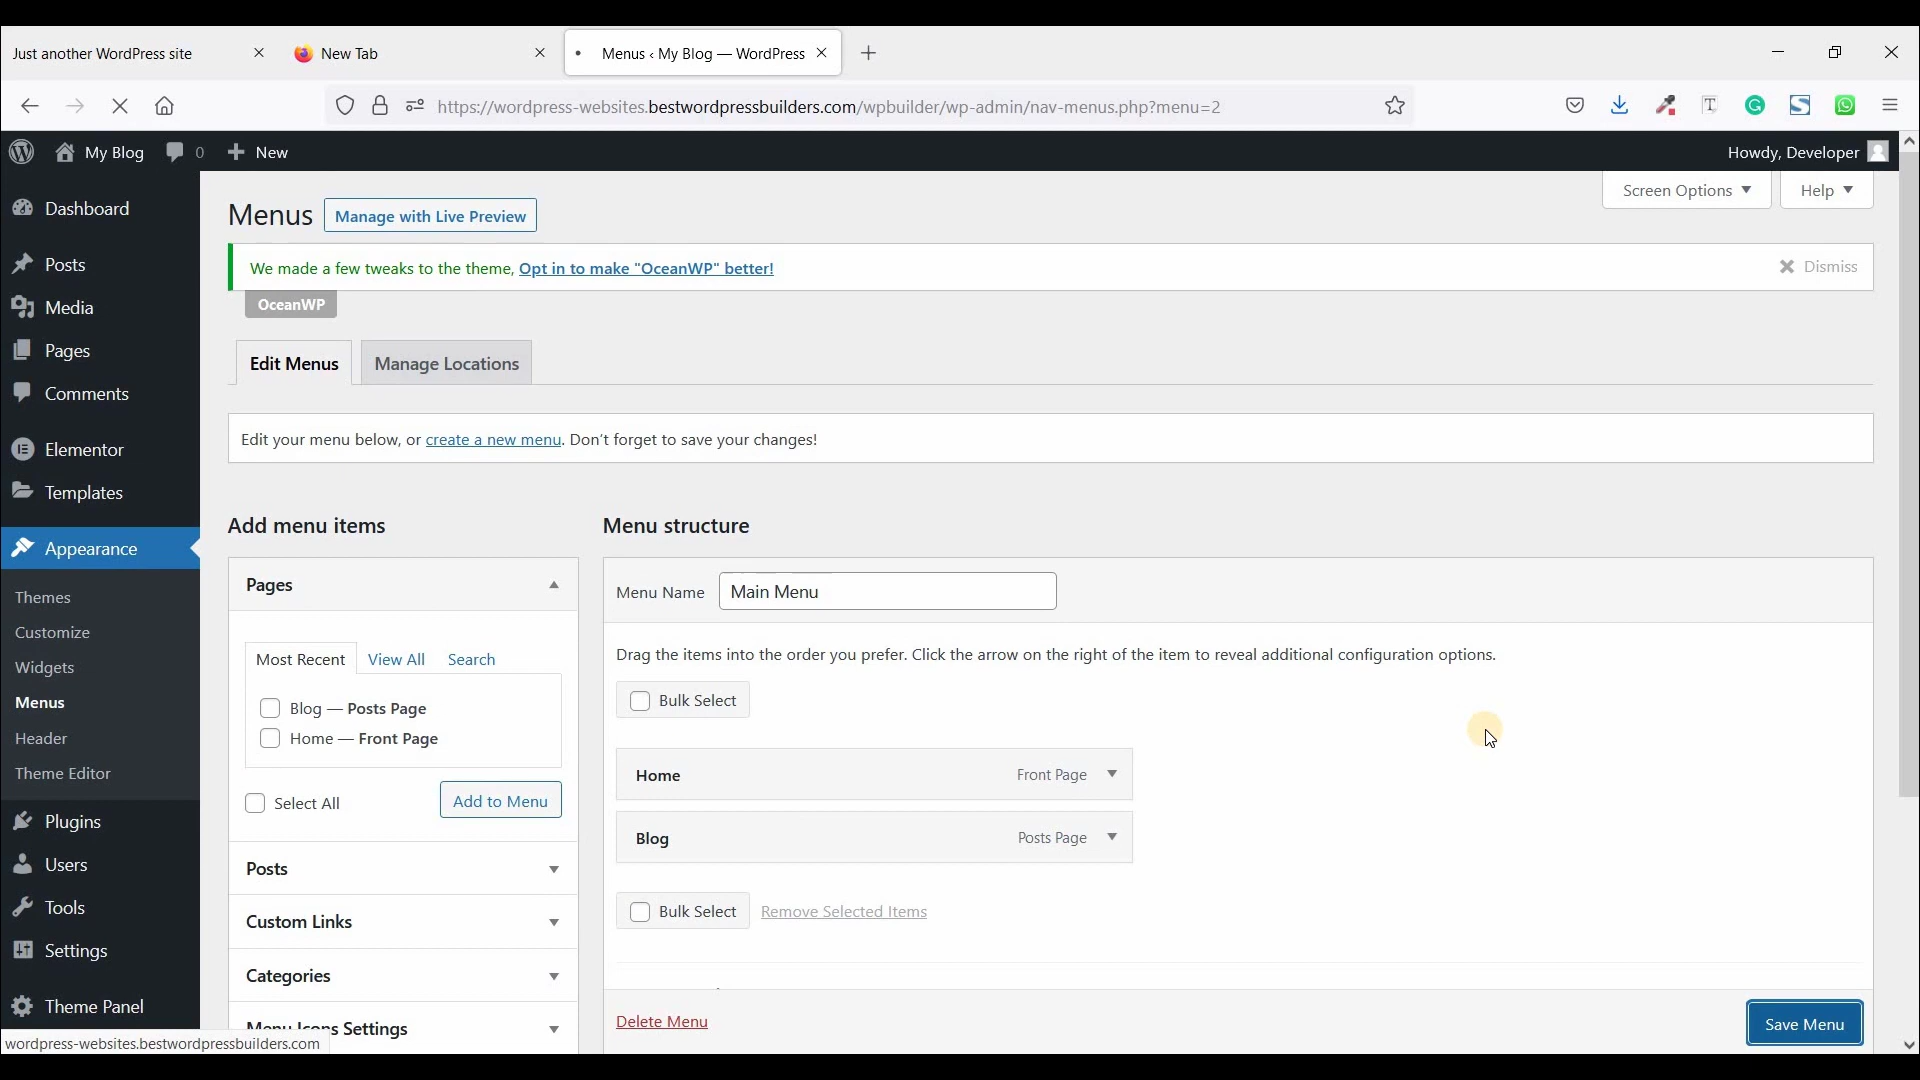 Just another WordPress site
New Tab
Menus ‹ My Blog — WordPress
https://wordpress-websites.bestwordpressbuilders.com/wpbuilder/wp-admin/nav-menus.php?menu=2
My Blog
0
New
Howdy, Developer
Dashboard
Posts
Media
Pages
Comments
Elementor
Templates
Appearance
Themes
Customize
Widgets
Menus
Header
Theme Editor
Plugins
Users
Tools
Settings
Theme Panel
wordpress-websites.bestwordpressbuilders.com
Screen Options
Help
Menus
Manage with Live Preview
We made a few tweaks to the theme, Opt in to make "OceanWP" better!
Dismiss
OceanWP
Edit Menus
Manage Locations
Edit your menu below, or create a new menu. Don’t forget to save your changes!
Add menu items
Pages
Most Recent
View All
Search
Blog — Posts Page
Home — Front Page
Select All
Add to Menu
Posts
Custom Links
Categories
Menu Icons Settings
Menu structure
Menu Name
Main Menu
Drag the items into the order you prefer. Click the arrow on the right of the item to reveal additional configuration options.
Bulk Select
Home
Front Page
Blog
Posts Page
Bulk Select
Remove Selected Items
Delete Menu
Save Menu